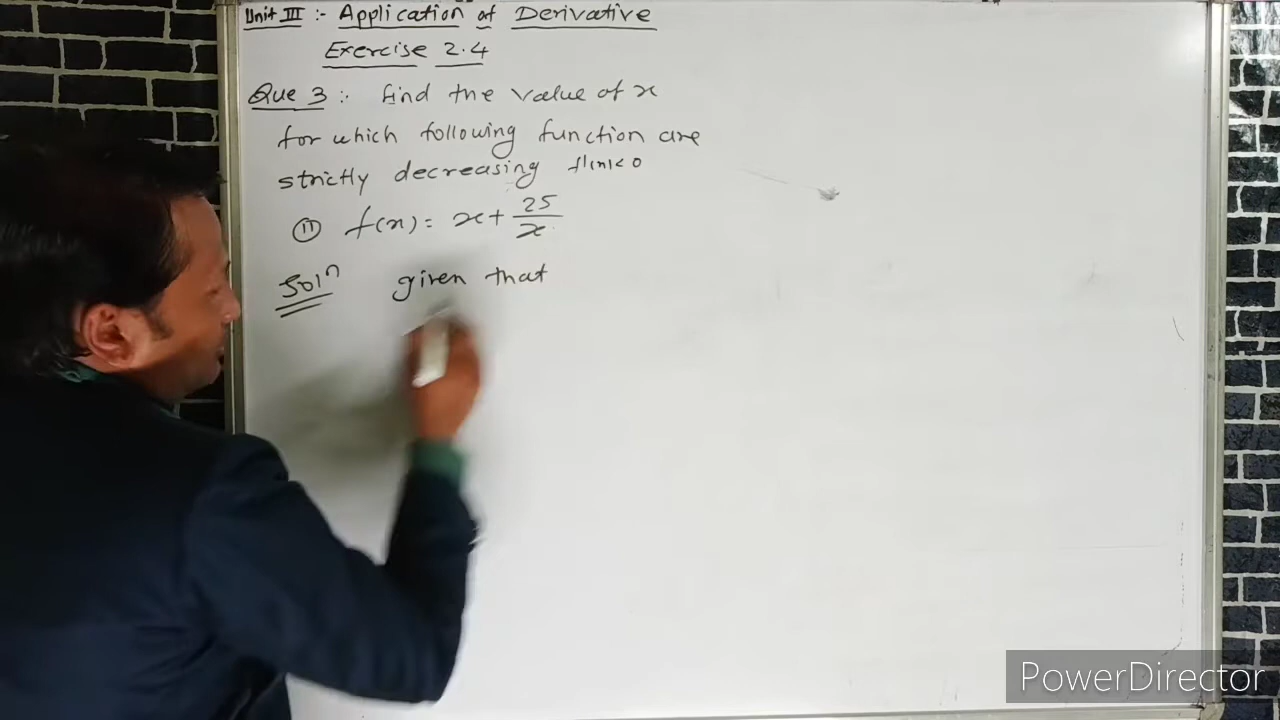 Unit III :- Application of Derivative
Exercise 2.4
Que 3 :- find the value of x
for which following function are
strictly decreasing f'(x)<0
(ii) f(x) = x + 25/x
Solⁿ given that
PowerDirector